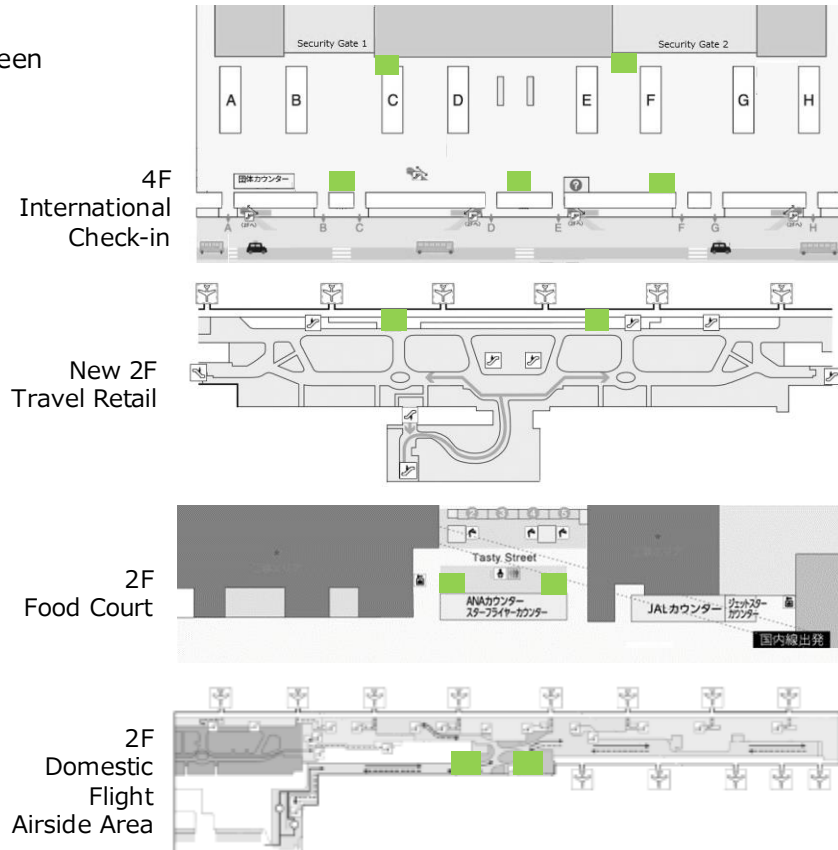 een
Security Gate 1
Security Gate 2
A
B
C
D
E
F
G
H
4F
International
Check-in
団体カウンター
?
A
B
C
D
E
F
G
H
New 2F
Travel Retail
2F
Food Court
2
3
4
5
Tasty Street
ANAカウンター
スターフライヤーカウンター
JALカウンター
ジェットスター
カウンター
国内線出発
2F
Domestic
Flight
Airside Area